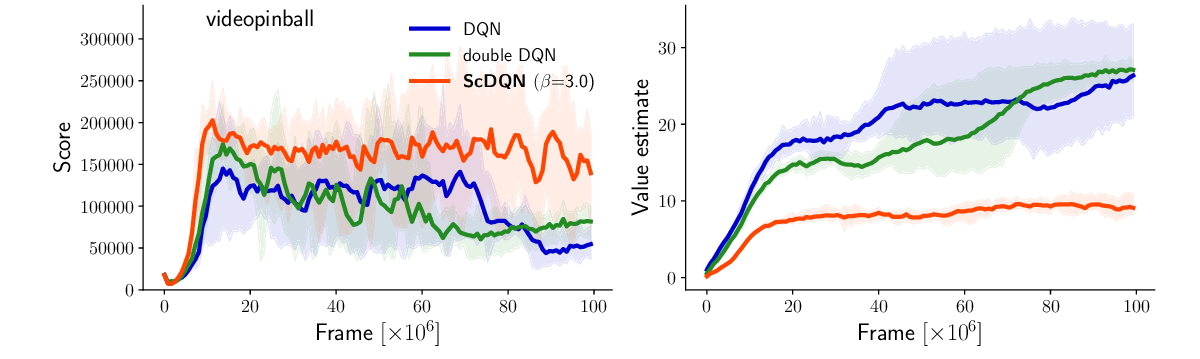 videopinball
DQN
double DQN
ScDQN (β=3.0)
Score
300000
250000
200000
150000
100000
50000
0
0 20 40 60 80 100
Frame [×10⁶]
Value estimate
30
20
10
0
0 20 40 60 80 100
Frame [×10⁶]